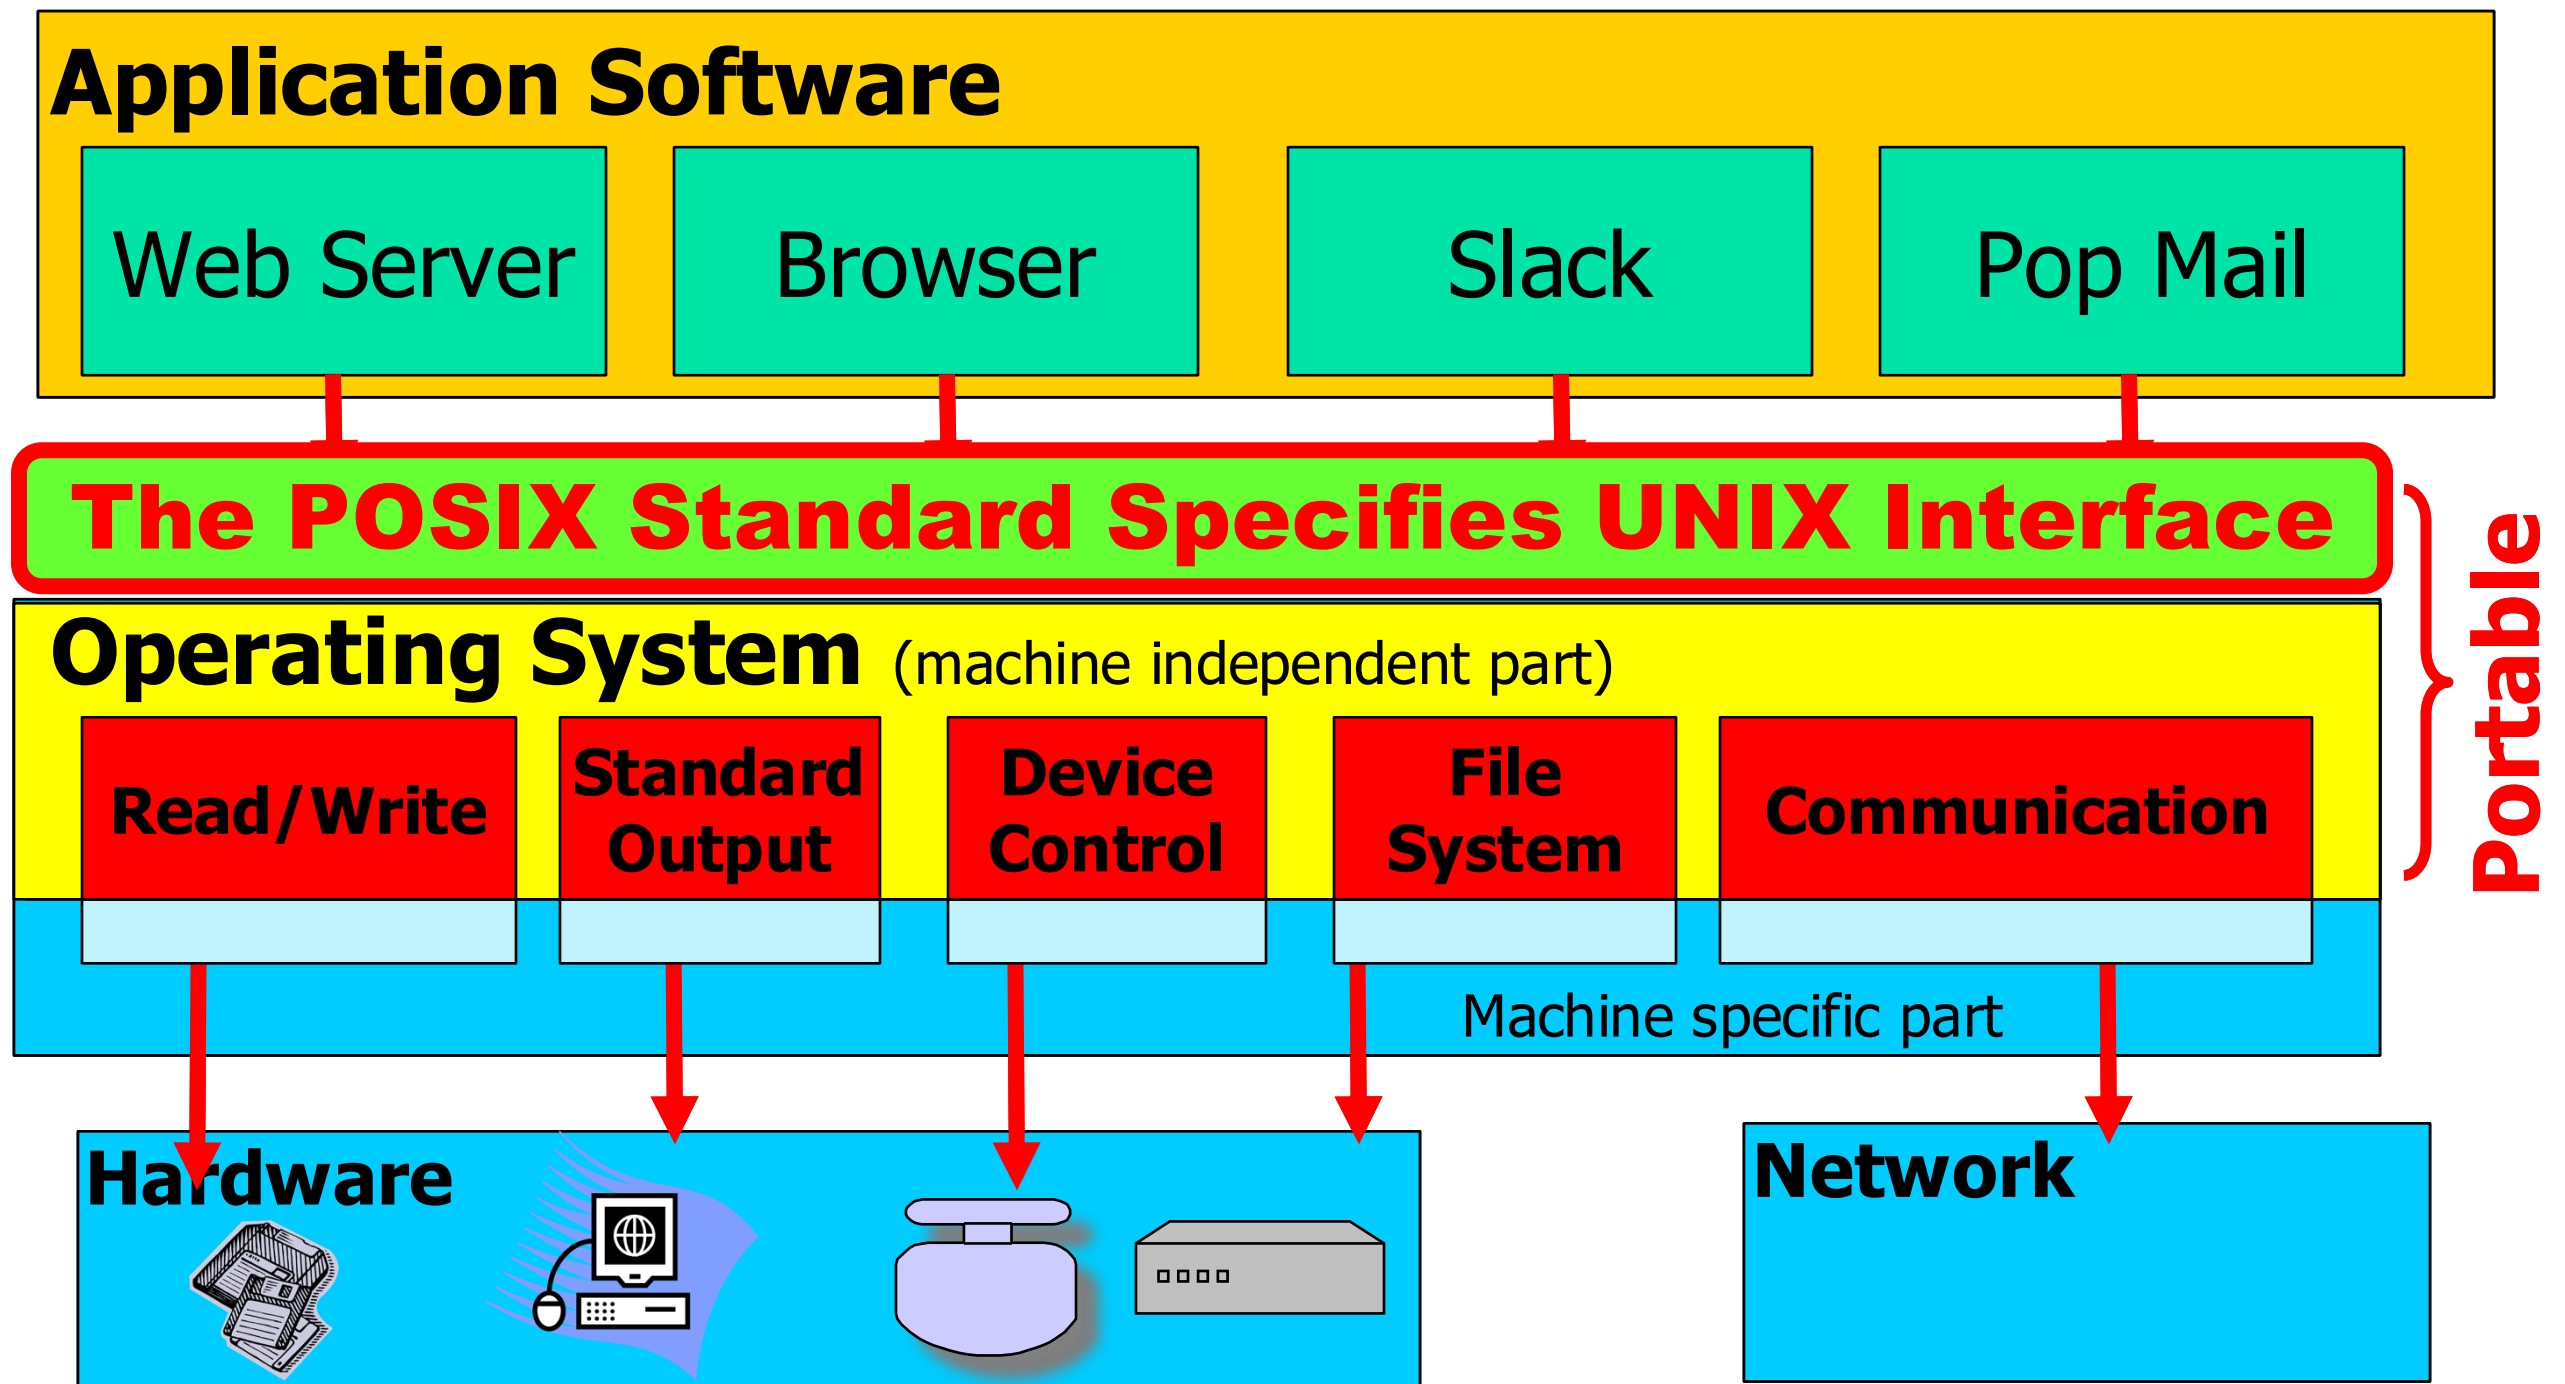 Application Software
Web Server
Browser
Slack
Pop Mail
The POSIX Standard Specifies UNIX Interface
Portable
Operating System (machine independent part)
Read/Write
Standard
Output
Device
Control
File
System
Communication
Machine specific part
Hardware
Network